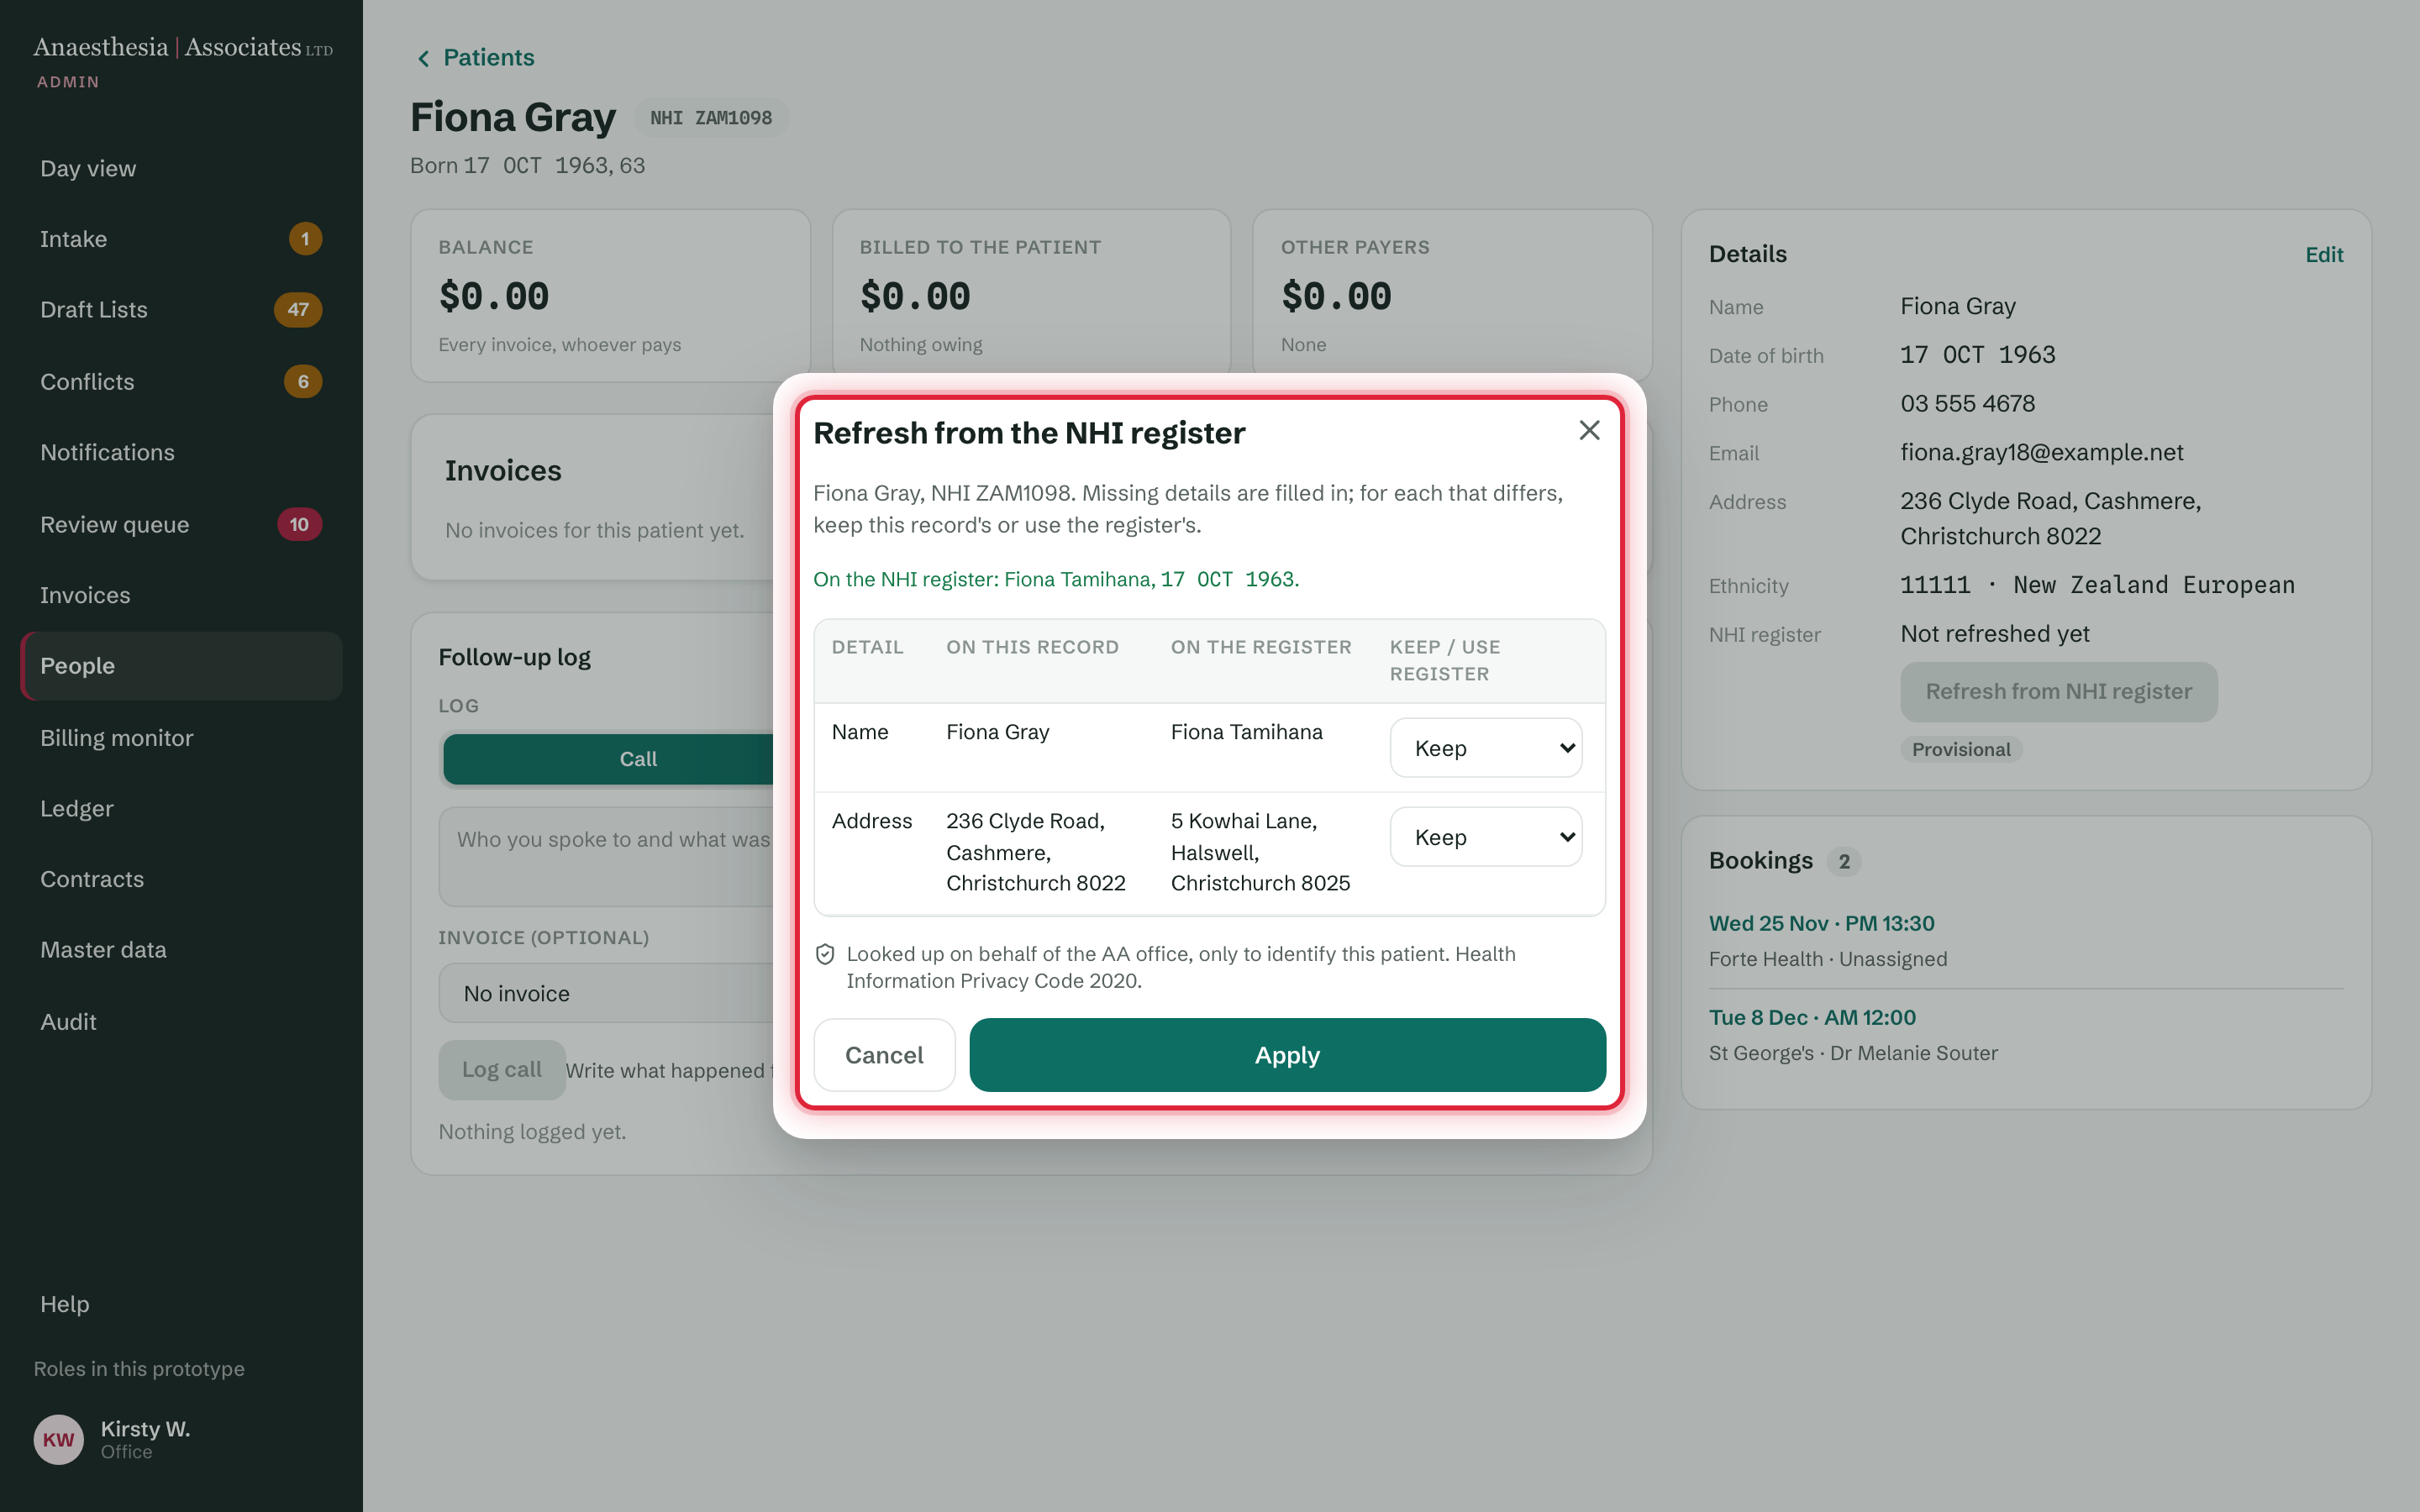 Anaesthesia | Associates LTD
ADMIN
Day view
Intake 1
Draft Lists 47
Conflicts 6
Notifications
Review queue 10
Invoices
People
Billing monitor
Ledger
Contracts
Master data
Audit
Help
Roles in this prototype
KW
Kirsty W.
Office
Patients
Fiona Gray NHI ZAM1098
Born 17 OCT 1963, 63
BALANCE
$0.00
Every invoice, whoever pays
BILLED TO THE PATIENT
$0.00
Nothing owing
OTHER PAYERS
$0.00
None
Invoices
No invoices for this patient yet.
Follow-up log
LOG
Call
Who you spoke to and what was
INVOICE (OPTIONAL)
No invoice
Log call
Write what happened
Nothing logged yet.
Refresh from the NHI register
Fiona Gray, NHI ZAM1098. Missing details are filled in; for each that differs,
keep this record's or use the register's.
On the NHI register: Fiona Tamihana, 17 OCT 1963.
DETAIL ON THIS RECORD ON THE REGISTER KEEP / USE
REGISTER
Name Fiona Gray Fiona Tamihana Keep
Address 236 Clyde Road, 5 Kowhai Lane, Keep
Cashmere, Halswell,
Christchurch 8022 Christchurch 8025
Looked up on behalf of the AA office, only to identify this patient. Health
Information Privacy Code 2020.
Cancel
Apply
Details Edit
Name Fiona Gray
Date of birth 17 OCT 1963
Phone 03 555 4678
Email fiona.gray18@example.net
Address 236 Clyde Road, Cashmere,
Christchurch 8022
Ethnicity 11111 · New Zealand European
NHI register Not refreshed yet
Refresh from NHI register
Provisional
Bookings 2
Wed 25 Nov · PM 13:30
Forte Health · Unassigned
Tue 8 Dec · AM 12:00
St George's · Dr Melanie Souter